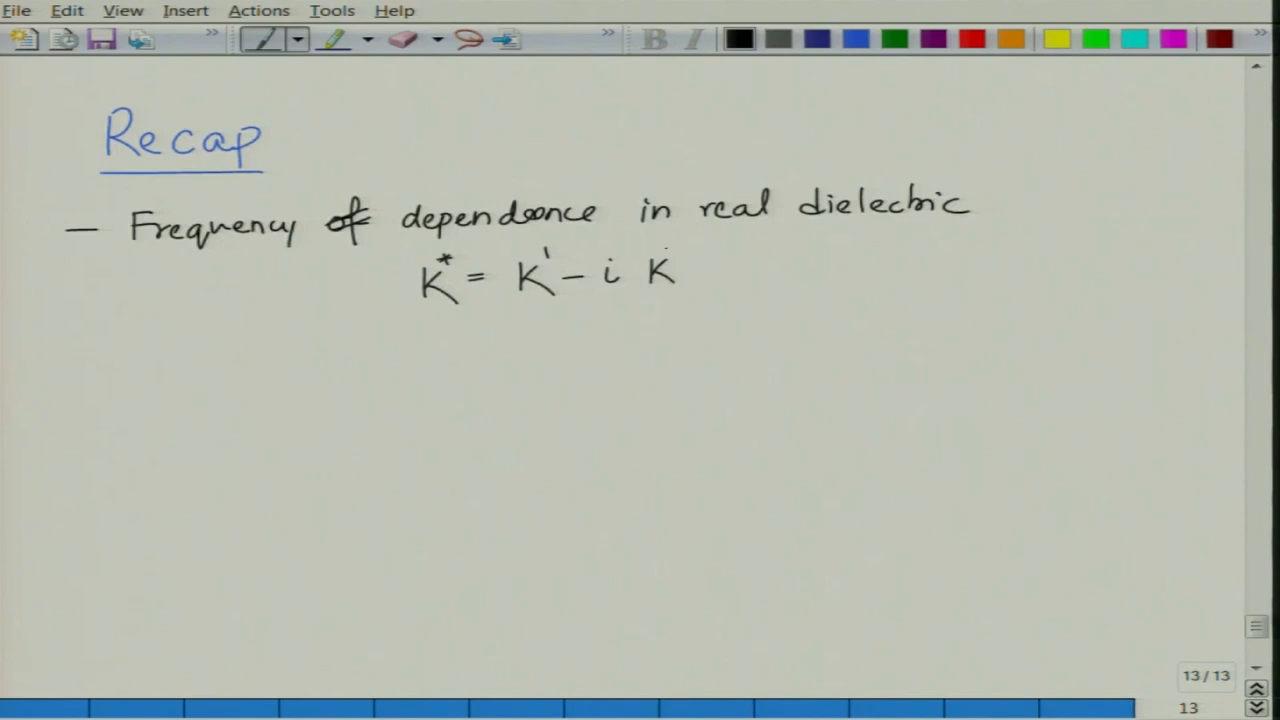 File Edit View Insert Actions Tools Help
B I
Recap
— Frequency of dependence in real dielectric
K* = K' - i K
13 / 13
13